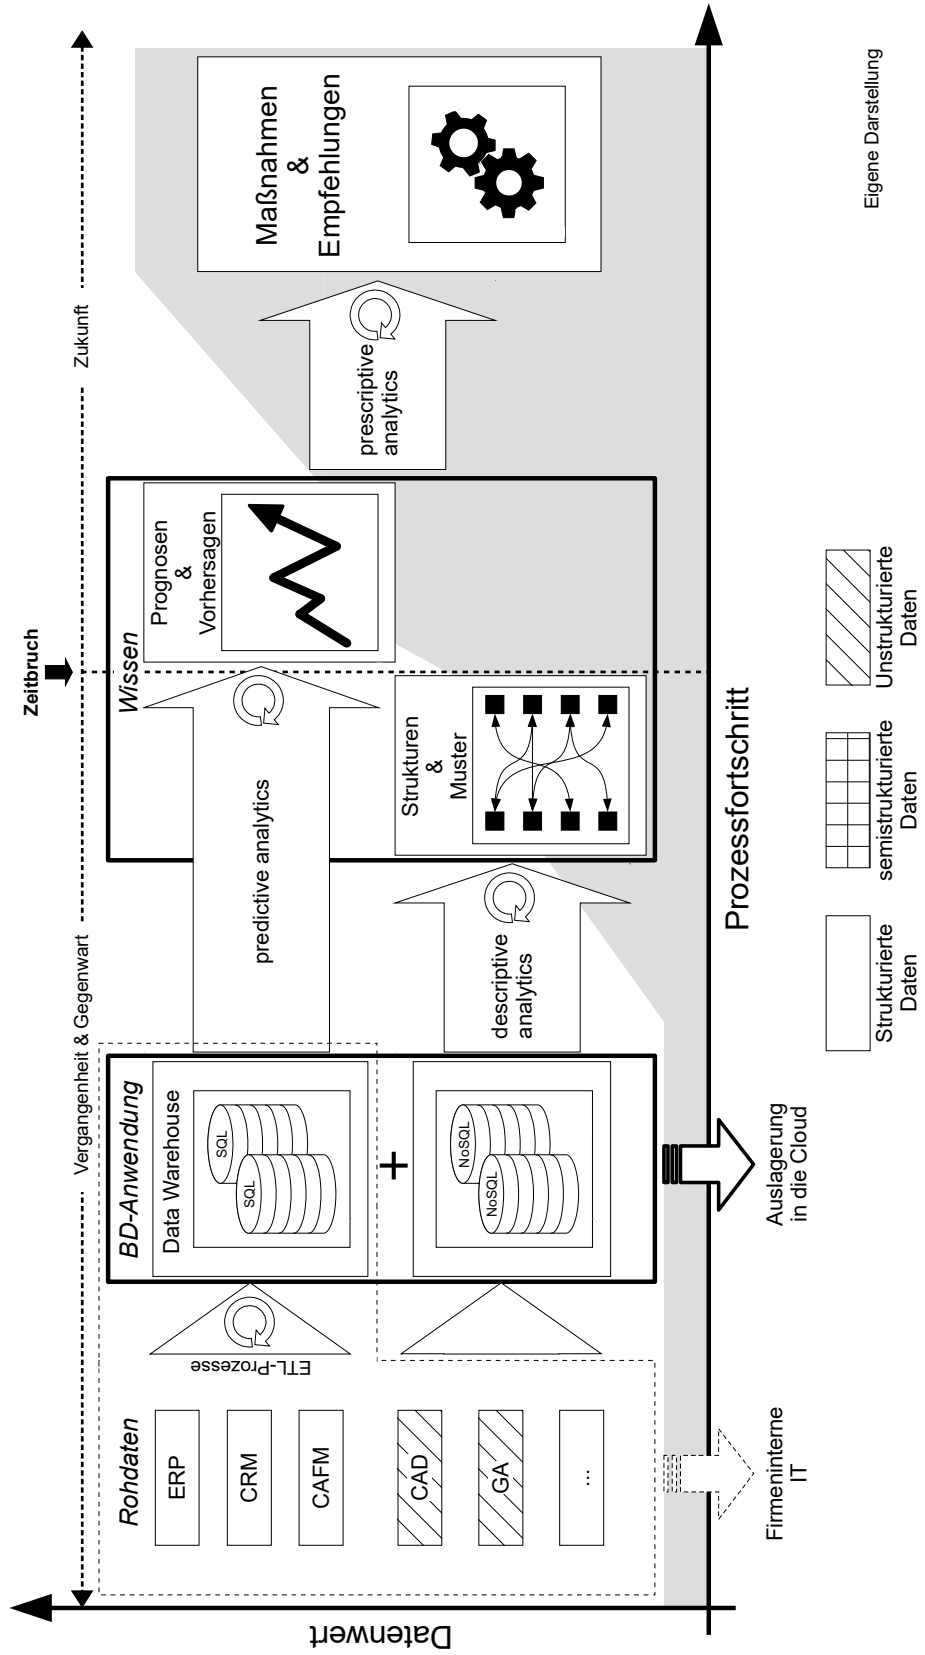 Zeitbruch
Vergangenheit & Gegenwart
Zukunft
Datenwert
Rohdaten
ERP
CRM
CAFM
CAD
GA
...
ETL-Prozesse
BD-Anwendung
Data Warehouse
SQL
SQL
+
NoSQL
NoSQL
predictive analytics
descriptive
analytics
Wissen
Prognosen
&
Vorhersagen
Strukturen
&
Muster
prescriptive
analytics
Maßnahmen
&
Empfehlungen
Prozessfortschritt
Firmeninterne
IT
Auslagerung
in die Cloud
Strukturierte
Daten
semistrukturierte
Daten
Unstrukturierte
Daten
Eigene Darstellung